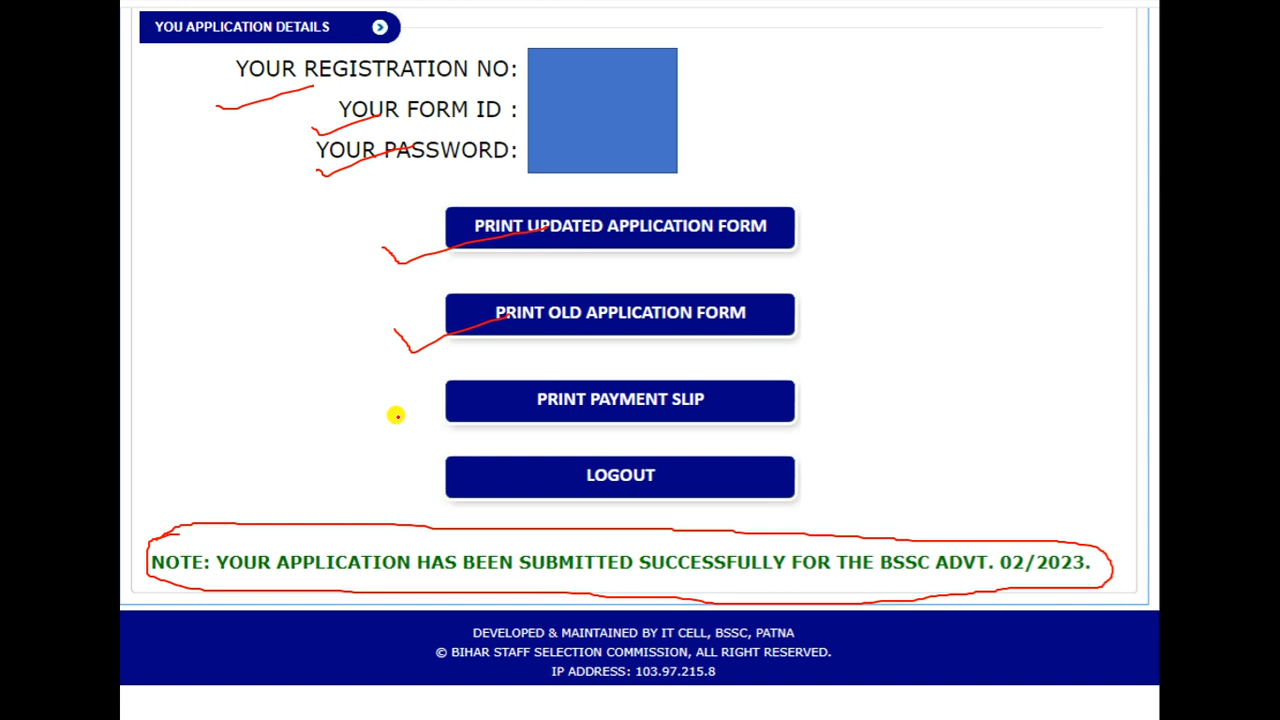 YOU APPLICATION DETAILS
YOUR REGISTRATION NO:
YOUR FORM ID :
YOUR PASSWORD:
PRINT UPDATED APPLICATION FORM
PRINT OLD APPLICATION FORM
PRINT PAYMENT SLIP
LOGOUT
NOTE: YOUR APPLICATION HAS BEEN SUBMITTED SUCCESSFULLY FOR THE BSSC ADVT. 02/2023.
DEVELOPED & MAINTAINED BY IT CELL, BSSC, PATNA
© BIHAR STAFF SELECTION COMMISSION, ALL RIGHT RESERVED.
IP ADDRESS: 103.97.215.8